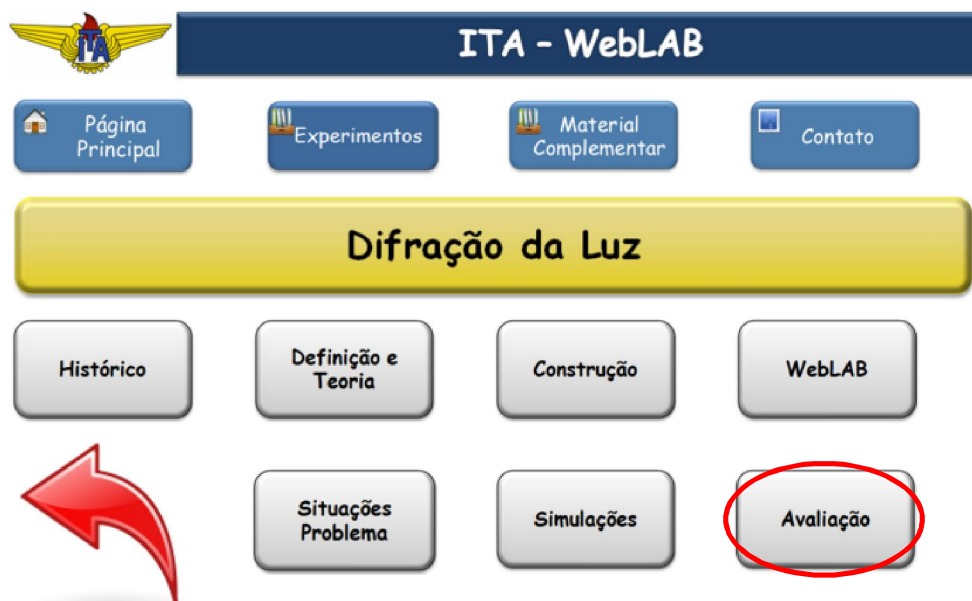 ITA
ITA - WebLAB
Página
Principal
Experimentos
Material
Complementar
Contato
Difração da Luz
Histórico
Definição e
Teoria
Construção
WebLAB
Situações
Problema
Simulações
Avaliação